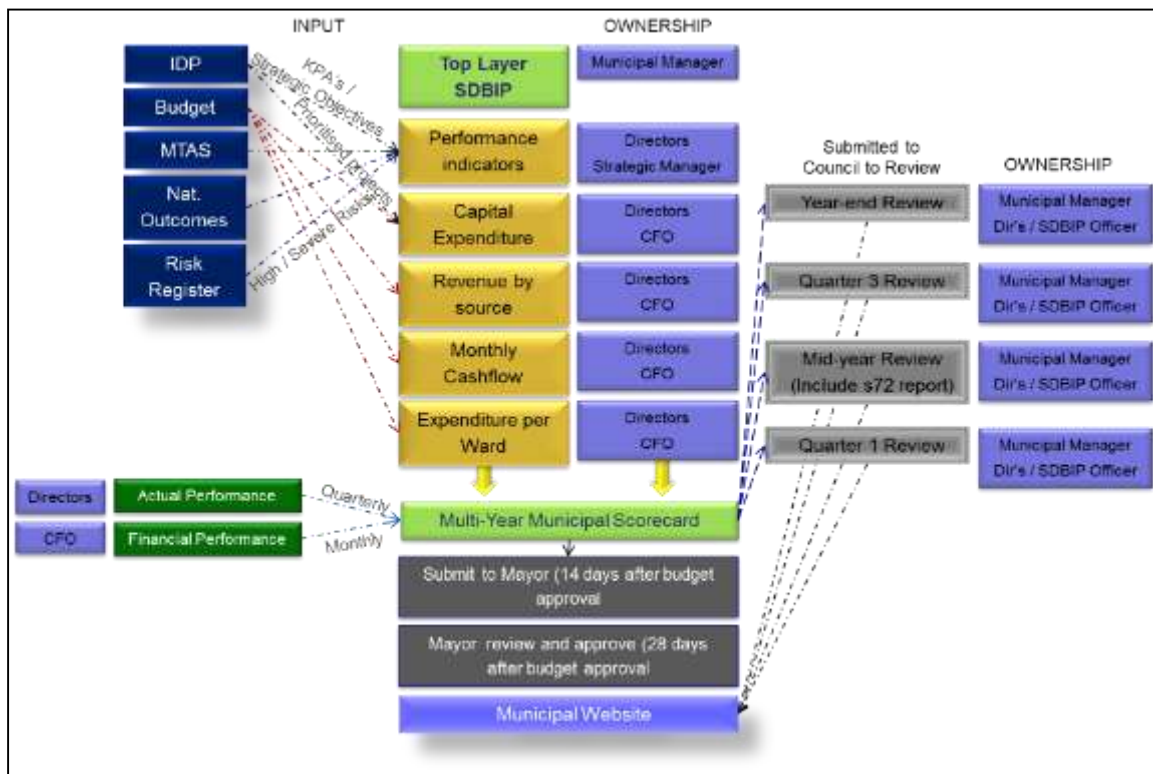 INPUT
OWNERSHIP
IDP
Budget
MTAS
Nat.
Outcomes
Risk
Register
KPA's /
Strategic Objectives
Prioritised projects
High / Severe Risks
Top Layer
SDBIP
Municipal Manager
Performance
indicators
Directors
Strategic Manager
Capital
Expenditure
Directors
CFO
Revenue by
source
Directors
CFO
Monthly
Cashflow
Directors
CFO
Expenditure per
Ward
Directors
CFO
Submitted to
Council to Review
OWNERSHIP
Year-end Review
Municipal Manager
Dir's / SDBIP Officer
Quarter 3 Review
Municipal Manager
Dir's / SDBIP Officer
Mid-year Review
(Include s72 report)
Municipal Manager
Dir's / SDBIP Officer
Quarter 1 Review
Municipal Manager
Dir's / SDBIP Officer
Directors
Actual Performance
Quarterly
CFO
Financial Performance
Monthly
Multi-Year Municipal Scorecard
Submit to Mayor (14 days after budget
approval
Mayor review and approve (28 days
after budget approval
Municipal Website